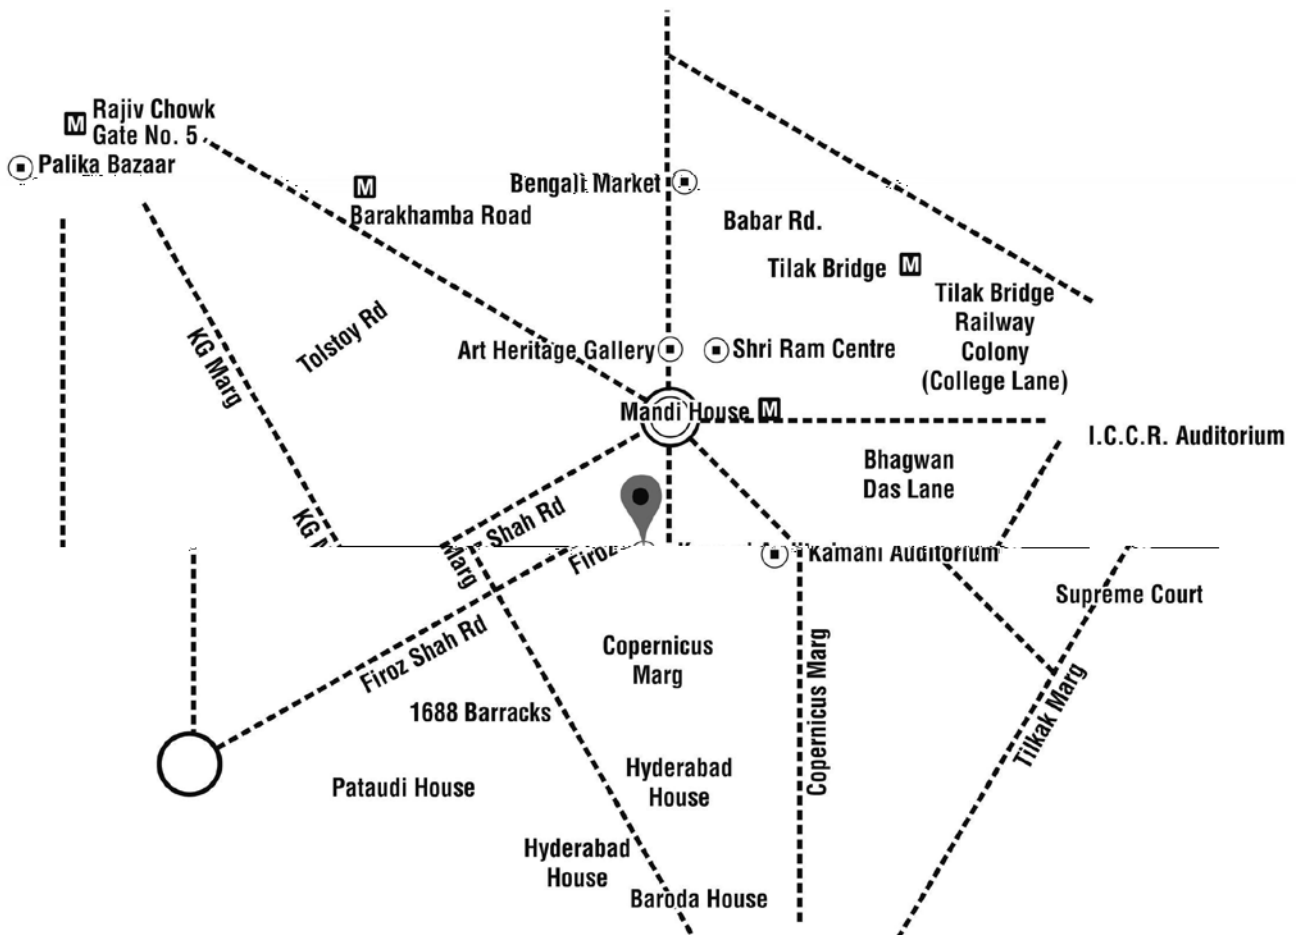 M Rajiv Chowk
Gate No. 5
Palika Bazaar
M
Barakhamba Road
Bengali Market
Babar Rd.
Tilak Bridge M
Tilak Bridge
Railway
Colony
(College Lane)
KG Marg
Tolstoy Rd
Art Heritage Gallery
Shri Ram Centre
Mandi House M
I.C.C.R. Auditorium
Bhagwan
Das Lane
KG
Shah Rd
Marg
Firoz
Kamani Auditorium
Supreme Court
Firoz Shah Rd
Copernicus
Marg
Copernicus Marg
Tilkak Marg
1688 Barracks
Pataudi House
Hyderabad
House
Hyderabad
House
Baroda House